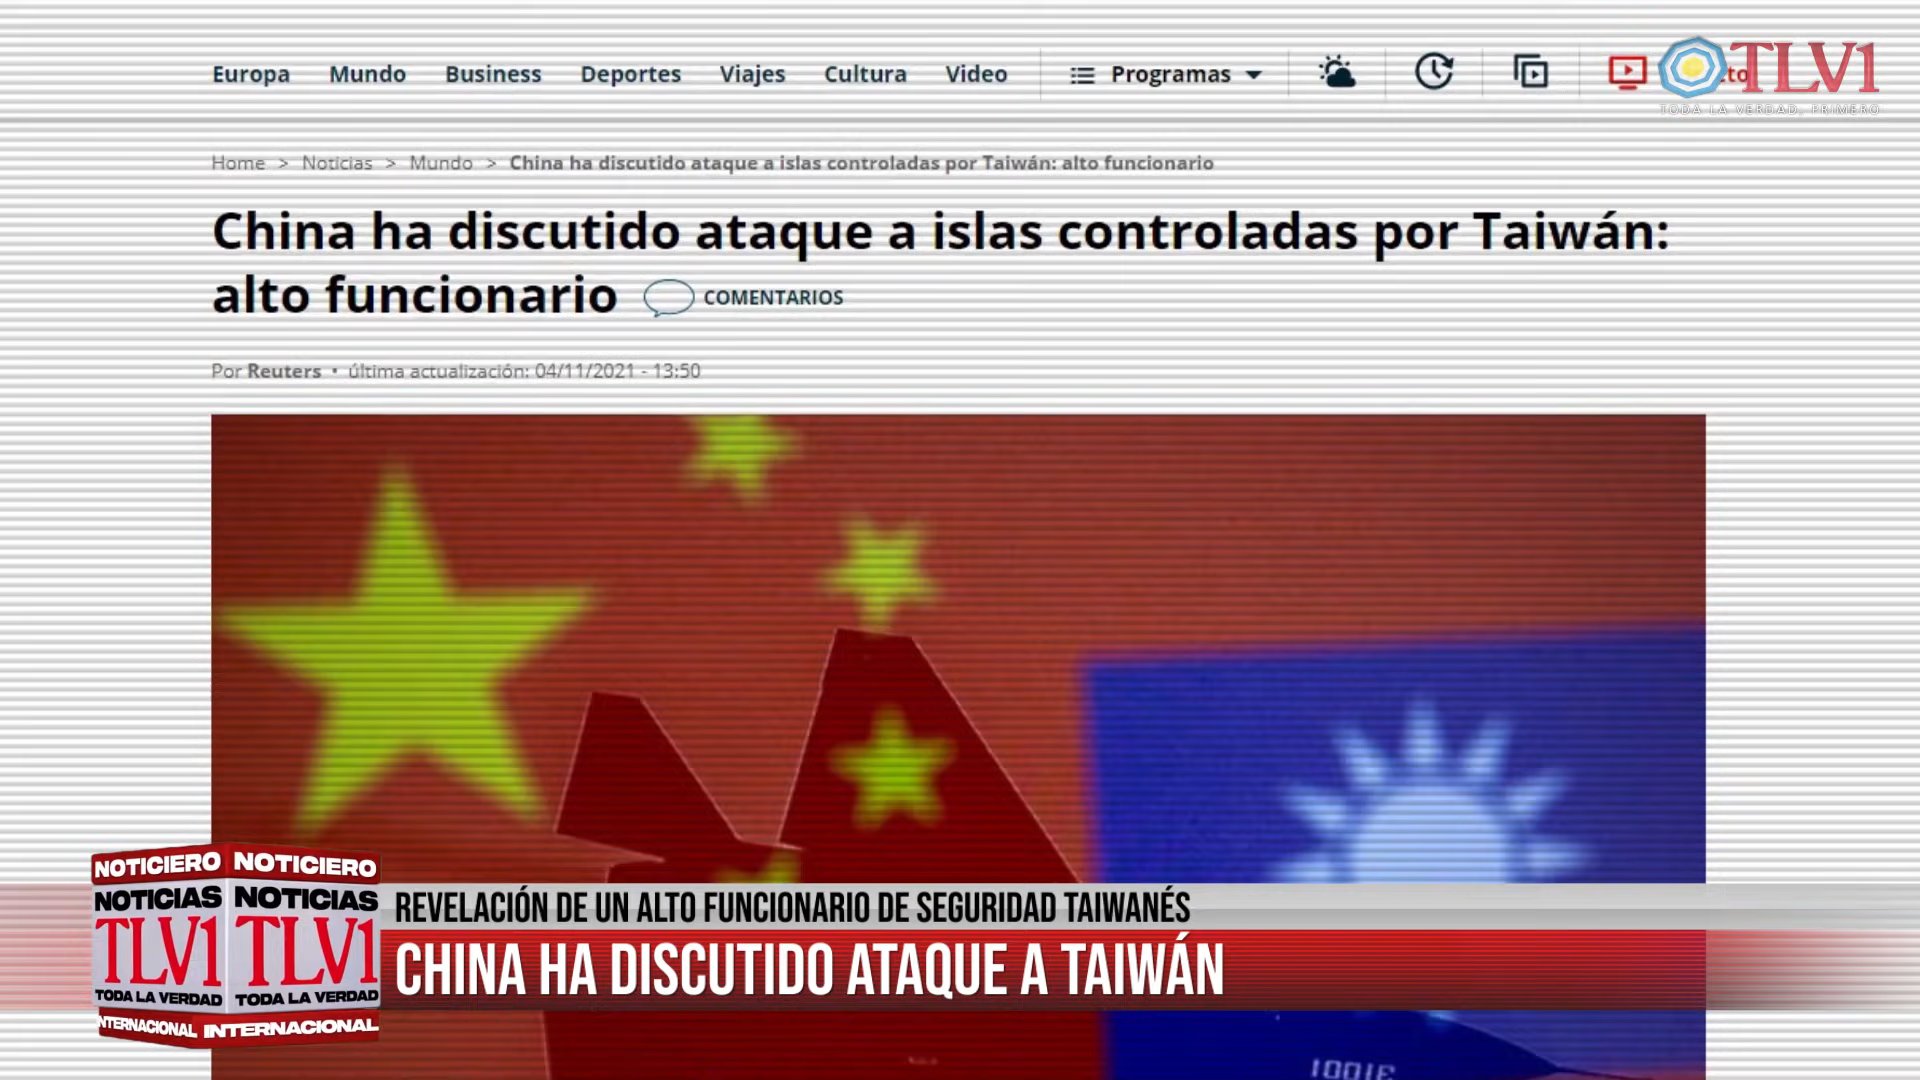 Europa Mundo Business Deportes Viajes Cultura Video Programas
TLV1
TODA LA VERDAD, PRIMERO
Home > Noticias > Mundo > China ha discutido ataque a islas controladas por Taiwán: alto funcionario
China ha discutido ataque a islas controladas por Taiwán:
alto funcionario COMENTARIOS
Por Reuters • última actualización: 04/11/2021 - 13:50
NOTICIERO NOTICIERO
NOTICIAS NOTICIAS
TLV1 TLV1
TODA LA VERDAD TODA LA VERDAD
INTERNACIONAL
REVELACIÓN DE UN ALTO FUNCIONARIO DE SEGURIDAD TAIWANÉS
CHINA HA DISCUTIDO ATAQUE A TAIWÁN